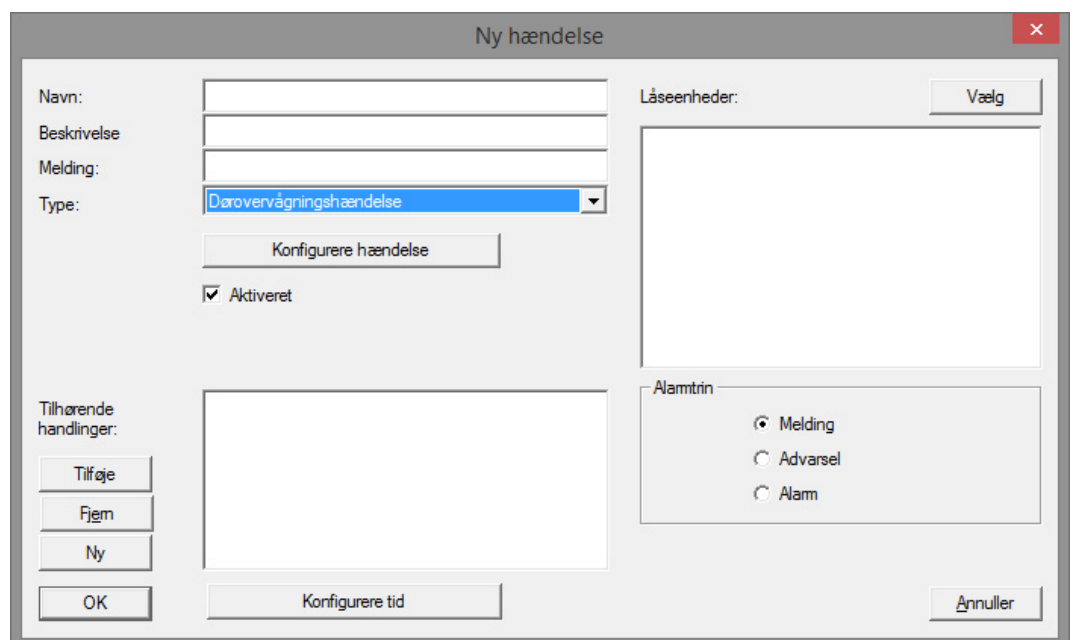 Ny hændelse
Navn:
Beskrivelse
Melding:
Type:
Dørovervågningshændelse
Konfigurere hændelse
Aktiveret
Tilhørende
handlinger:
Tilføje
Fjern
Ny
OK
Konfigurere tid
Låseenheder:
Vælg
Alarmtrin
Melding
Advarsel
Alarm
Annuller